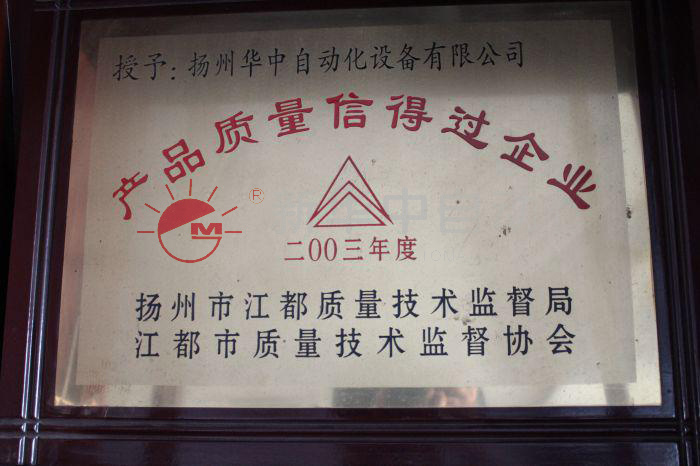 授予：扬州华中自动化设备有限公司
产品质量信得过企业
M ®
二00三年度
扬州市江都质量技术监督局
江都市质量技术监督协会